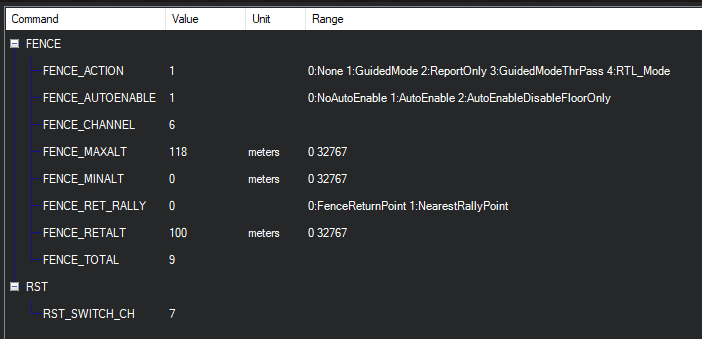 Command Value Unit Range
FENCE
FENCE_ACTION 1 0:None 1:GuidedMode 2:ReportOnly 3:GuidedModeThrPass 4:RTL_Mode
FENCE_AUTOENABLE 1 0:NoAutoEnable 1:AutoEnable 2:AutoEnableDisableFloorOnly
FENCE_CHANNEL 6
FENCE_MAXALT 118 meters 0 32767
FENCE_MINALT 0 meters 0 32767
FENCE_RET_RALLY 0 0:FenceReturnPoint 1:NearestRallyPoint
FENCE_RETALT 100 meters 0 32767
FENCE_TOTAL 9
RST
RST_SWITCH_CH 7